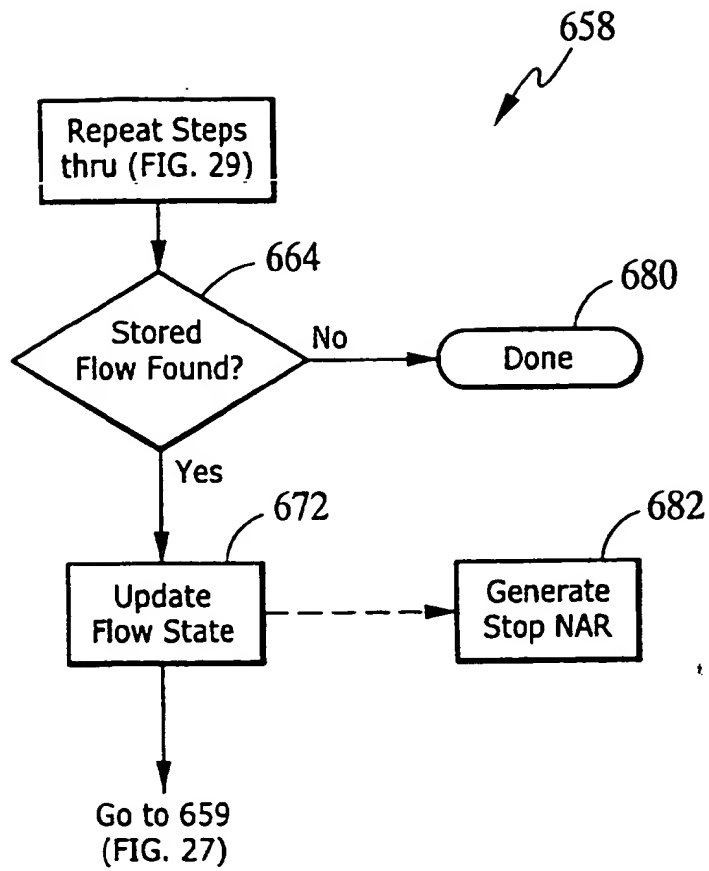 658
Repeat Steps
thru (FIG. 29)
664
Stored
Flow Found?
No
680
Done
Yes
672
Update
Flow State
682
Generate
Stop NAR
Go to 659
(FIG. 27)